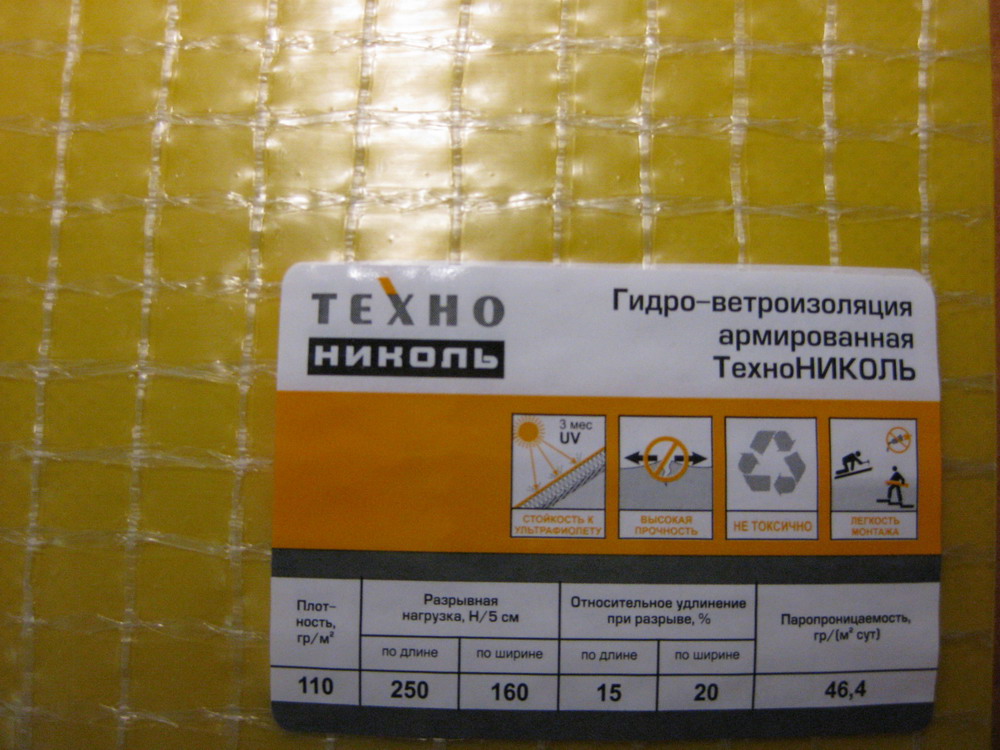 ТЕХНО
НИКОЛЬ
Гидро-ветроизоляция
армированная
ТехноНИКОЛЬ
3 мес
UV
СТОЙКОСТЬ К
УЛЬТРАФИОЛЕТУ
ВЫСОКАЯ
ПРОЧНОСТЬ
НЕ ТОКСИЧНО
ЛЕГКОСТЬ
МОНТАЖА
Плот-
ность,
гр/м²
Разрывная
нагрузка, Н/5 см
Относительное удлинение
при разрыве, %
Паропроницаемость,
гр/(м² сут)
по длине по ширине по длине по ширине
110 250 160 15 20 46,4